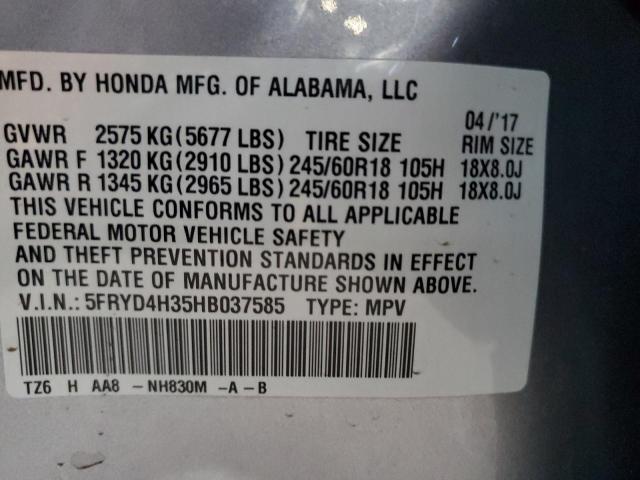 MFD. BY HONDA MFG. OF ALABAMA, LLC
04/'17
GVWR 2575 KG (5677 LBS) TIRE SIZE RIM SIZE
GAWR F 1320 KG (2910 LBS) 245/60R18 105H 18X8.0J
GAWR R 1345 KG (2965 LBS) 245/60R18 105H 18X8.0J
THIS VEHICLE CONFORMS TO ALL APPLICABLE
FEDERAL MOTOR VEHICLE SAFETY
AND THEFT PREVENTION STANDARDS IN EFFECT
ON THE DATE OF MANUFACTURE SHOWN ABOVE.
V.I.N.: 5FRYD4H35HB037585 TYPE: MPV
TZ6 H AA8 - NH830M -A - B